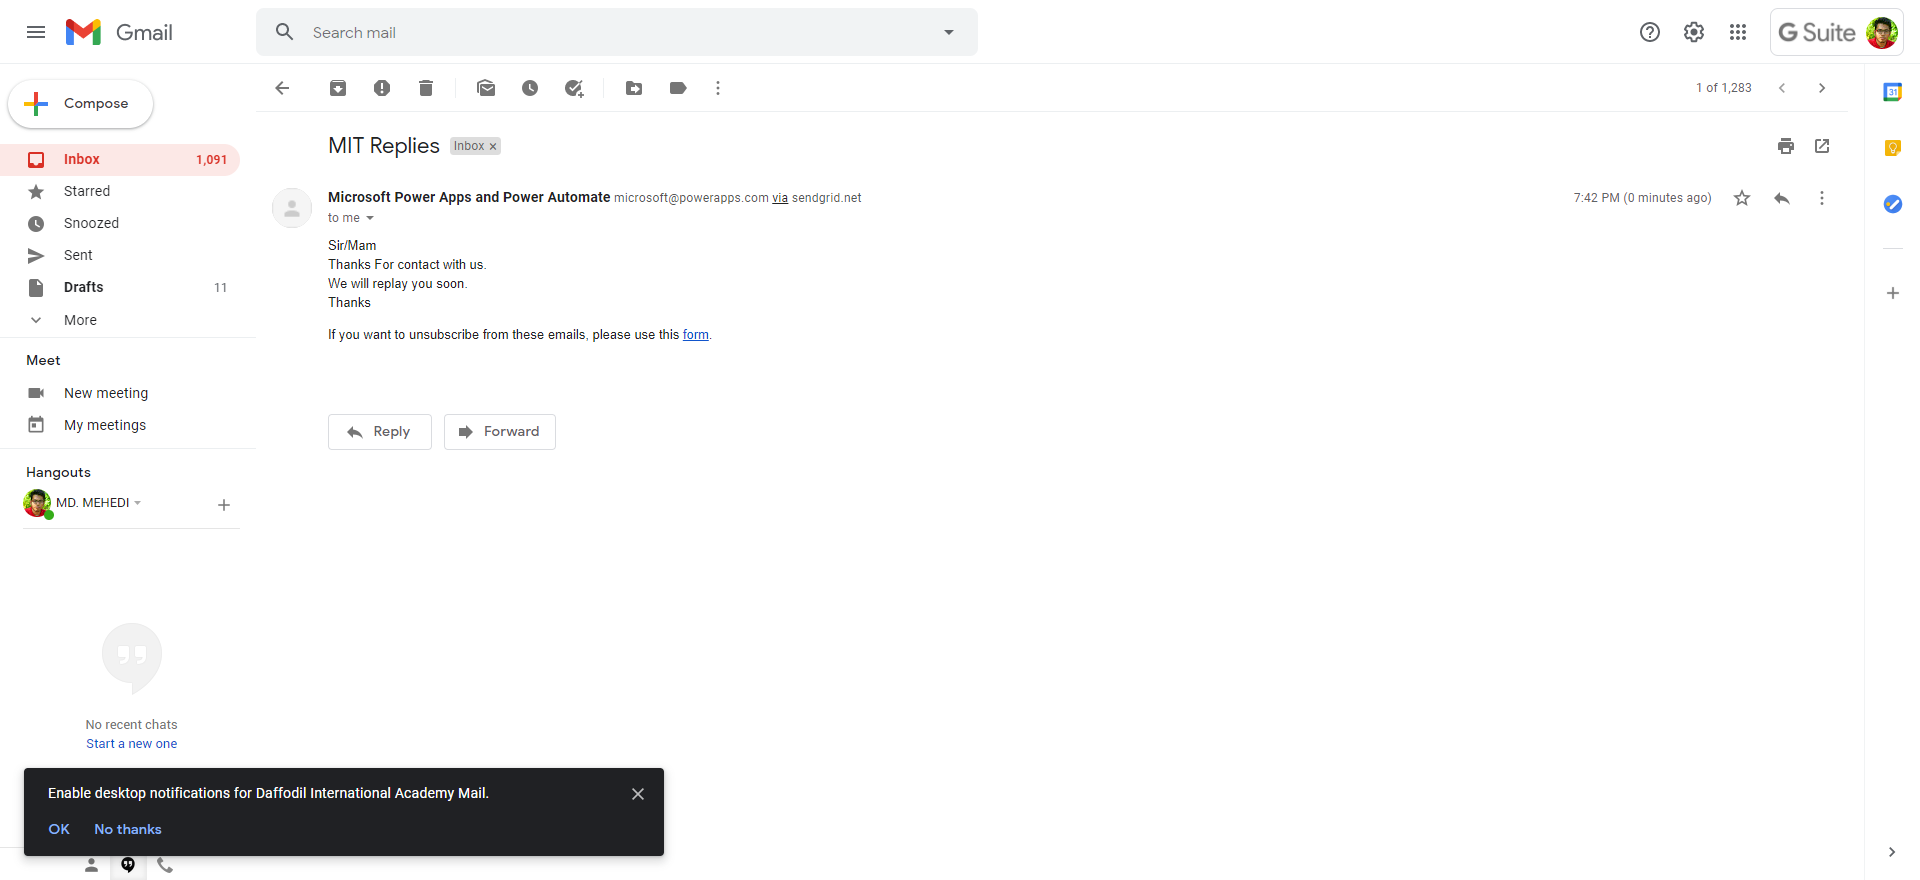 Gmail
Search mail
G Suite
Compose
1 of 1,283
Inbox 1,091
Starred
Snoozed
Sent
Drafts 11
More
Meet
New meeting
My meetings
Hangouts
MD. MEHEDI
No recent chats
Start a new one
MIT Replies Inbox x
Microsoft Power Apps and Power Automate microsoft@powerapps.com via sendgrid.net 7:42 PM (0 minutes ago)
to me
Sir/Mam
Thanks For contact with us.
We will replay you soon.
Thanks
If you want to unsubscribe from these emails, please use this form.
Reply Forward
31
Enable desktop notifications for Daffodil International Academy Mail.
OK No thanks